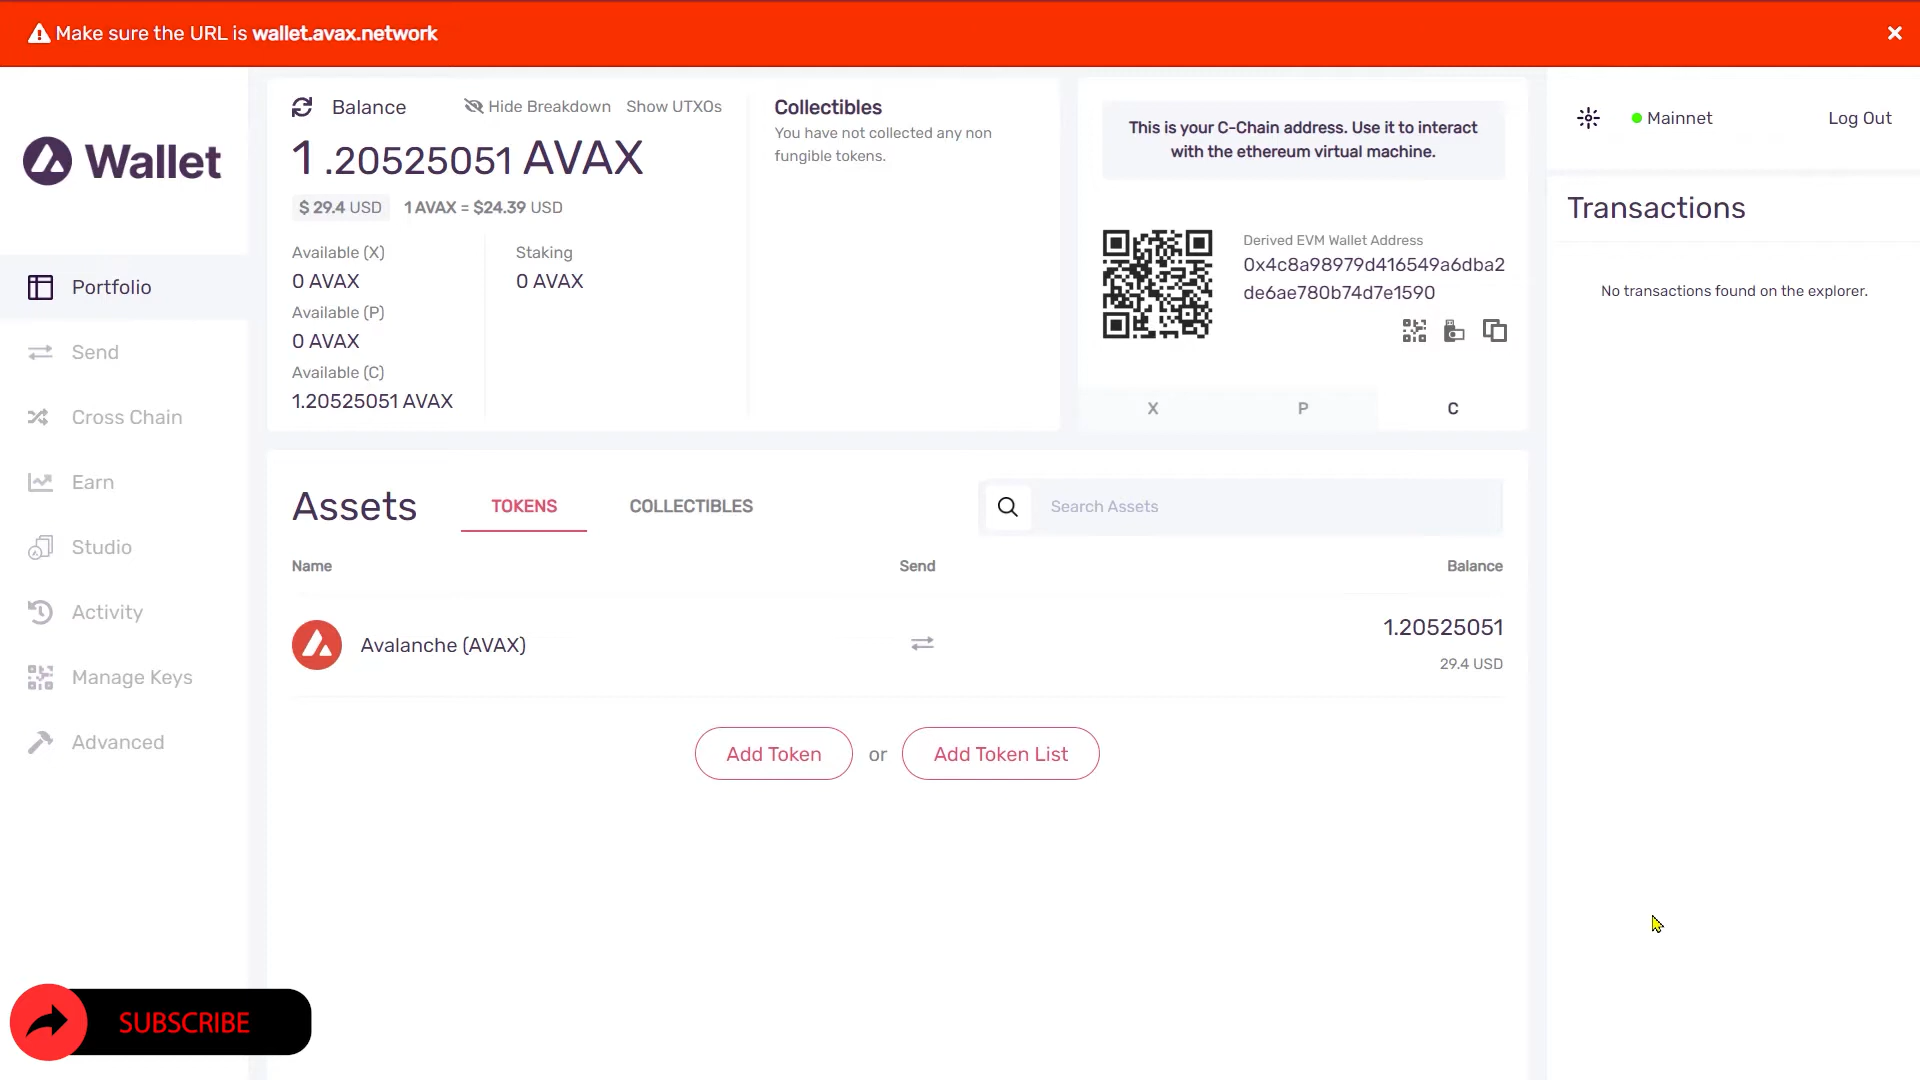 Make sure the URL is wallet.avax.network
Wallet
Portfolio
Send
Cross Chain
Earn
Studio
Activity
Manage Keys
Advanced
Balance
Hide Breakdown
Show UTXOs
1 .20525051 AVAX
$ 29.4 USD
1 AVAX = $24.39 USD
Available (X)
0 AVAX
Available (P)
0 AVAX
Available (C)
1.20525051 AVAX
Staking
0 AVAX
Collectibles
You have not collected any non
fungible tokens.
This is your C-Chain address. Use it to interact
with the ethereum virtual machine.
Derived EVM Wallet Address
0x4c8a98979d416549a6dba2
de6ae780b74d7e1590
X
P
C
Mainnet
Log Out
Transactions
No transactions found on the explorer.
Assets
TOKENS
COLLECTIBLES
Search Assets
Name
Send
Balance
Avalanche (AVAX)
1.20525051
29.4 USD
Add Token
or
Add Token List
SUBSCRIBE